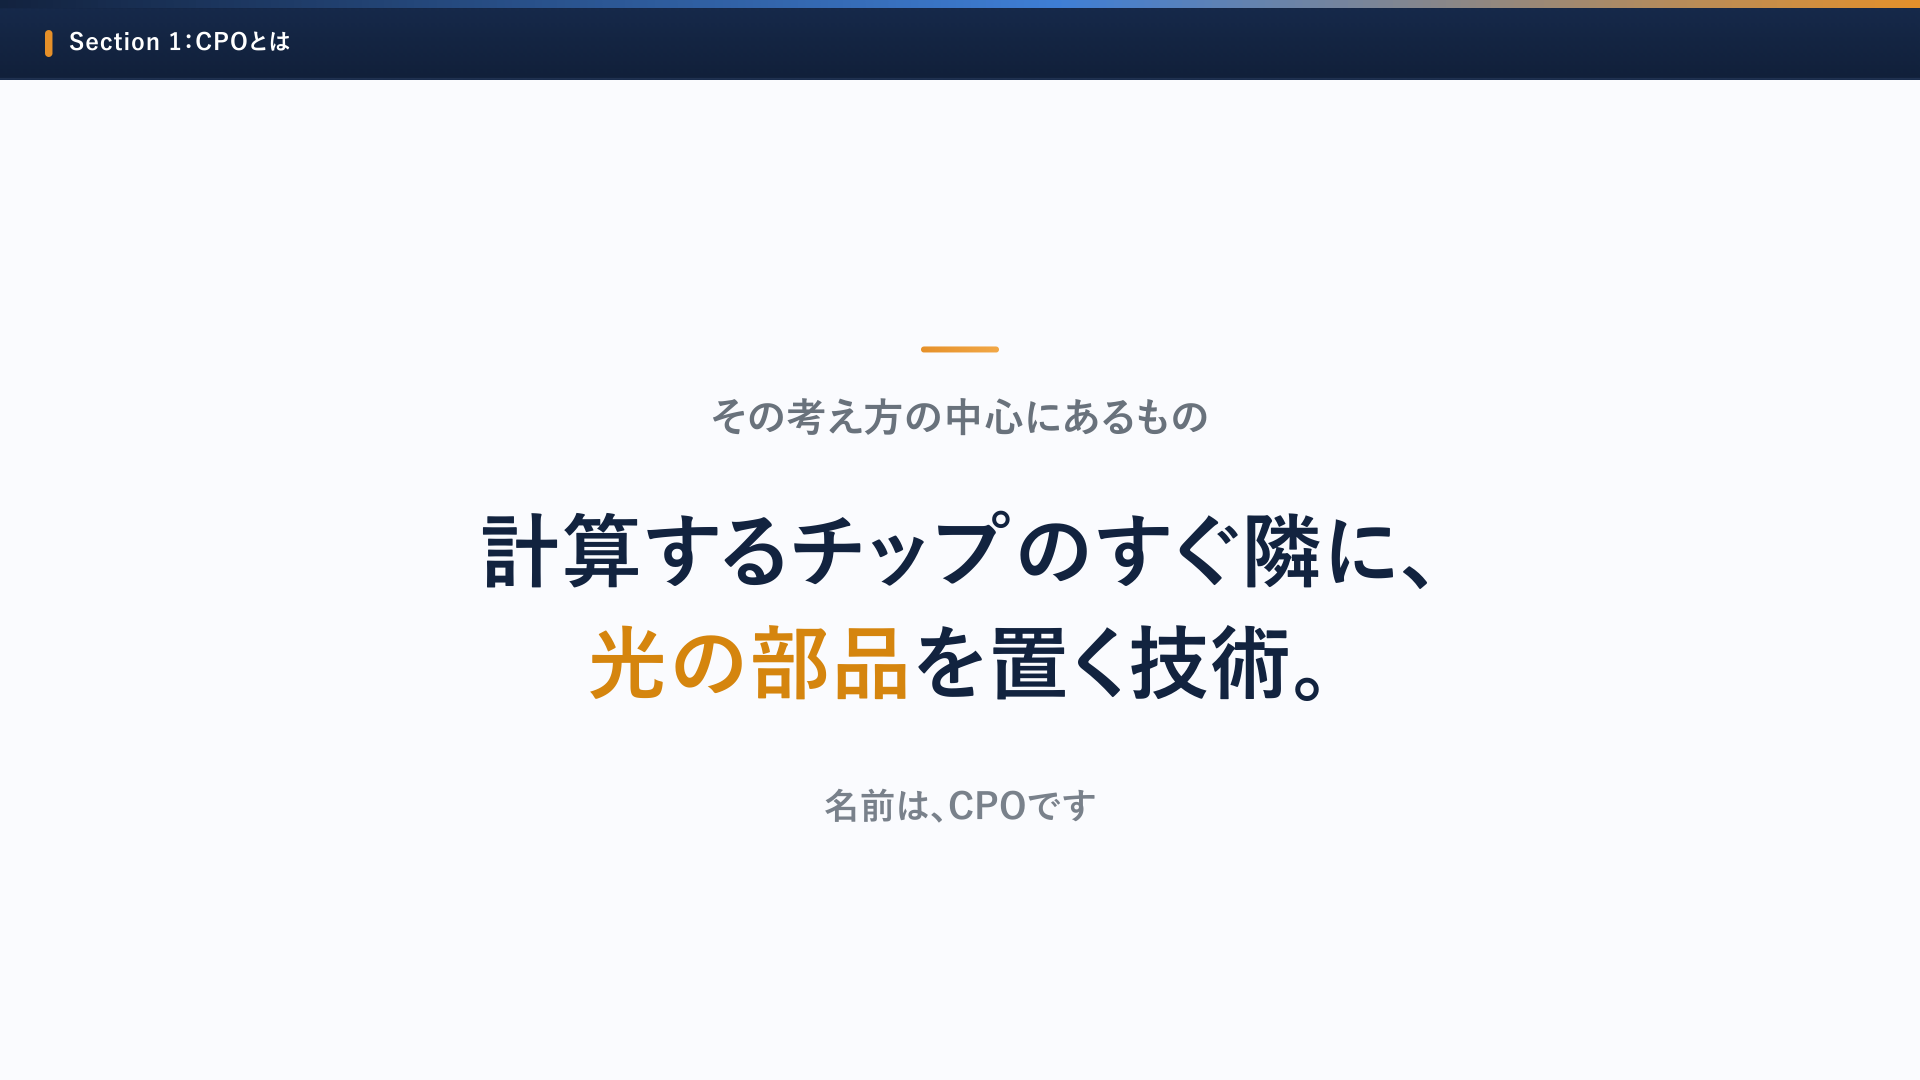 Section 1：CPOとは
その考え方の中心にあるもの
計算するチップのすぐ隣に、
光の部品を置く技術。
名前は、CPOです